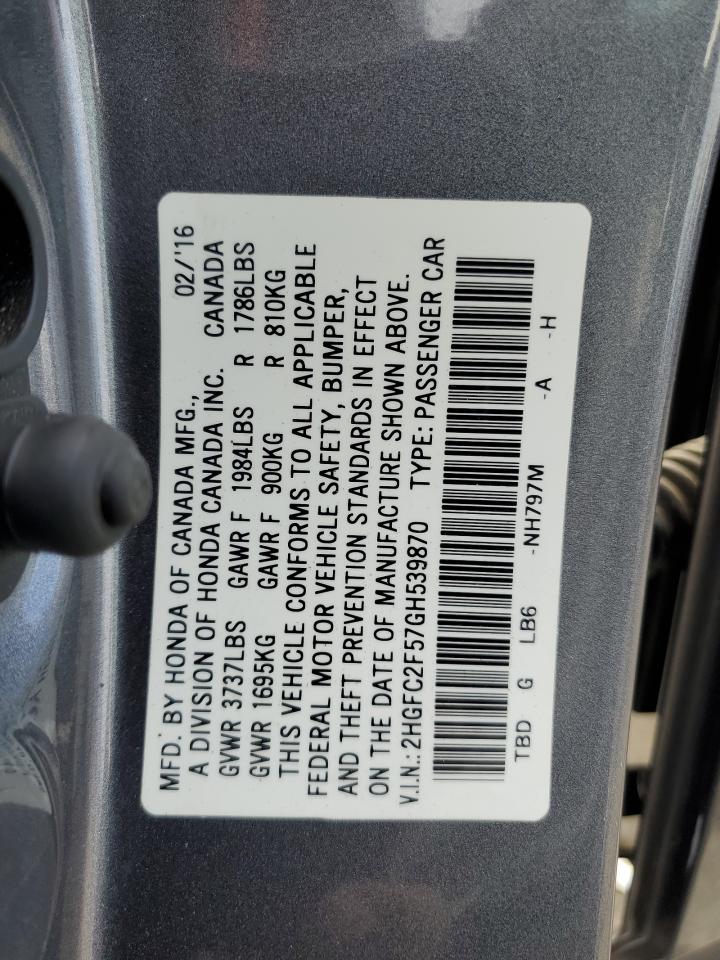 MFD. BY HONDA OF CANADA MFG., 02/'16
A DIVISION OF HONDA CANADA INC. CANADA
GVWR 3737LBS GAWR F 1984LBS R 1786LBS
GVWR 1695KG GAWR F 900KG R 810KG
THIS VEHICLE CONFORMS TO ALL APPLICABLE
FEDERAL MOTOR VEHICLE SAFETY, BUMPER,
AND THEFT PREVENTION STANDARDS IN EFFECT
ON THE DATE OF MANUFACTURE SHOWN ABOVE.
V.I.N.: 2HGFC2F57GH539870 TYPE: PASSENGER CAR
TBD G LB6 -NH797M -A -H